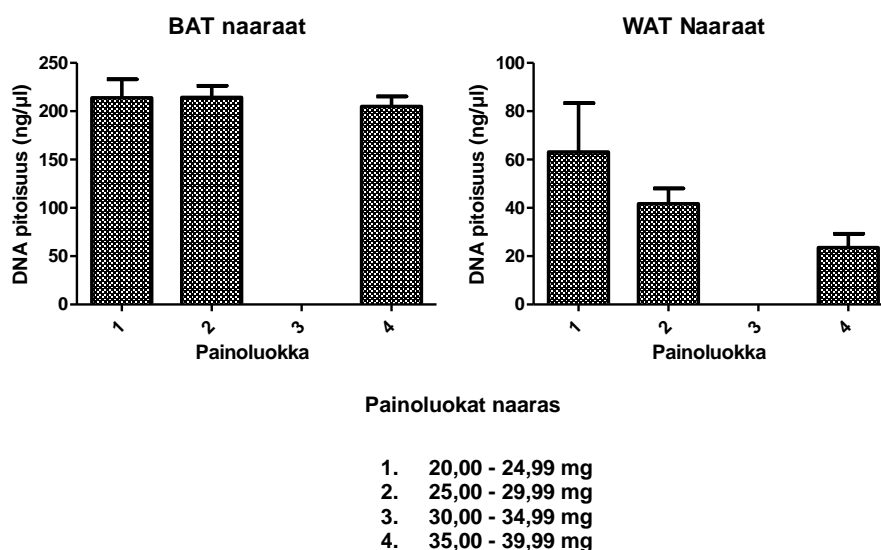 BAT naaraat
DNA pitoisuus (ng/µl)
250
200
150
100
50
0
1
2
3
4
Painoluokka
WAT Naaraat
DNA pitoisuus (ng/µl)
100
80
60
40
20
0
1
2
3
4
Painoluokka
Painoluokat naaras
1. 20,00 - 24,99 mg
2. 25,00 - 29,99 mg
3. 30,00 - 34,99 mg
4. 35,00 - 39,99 mg